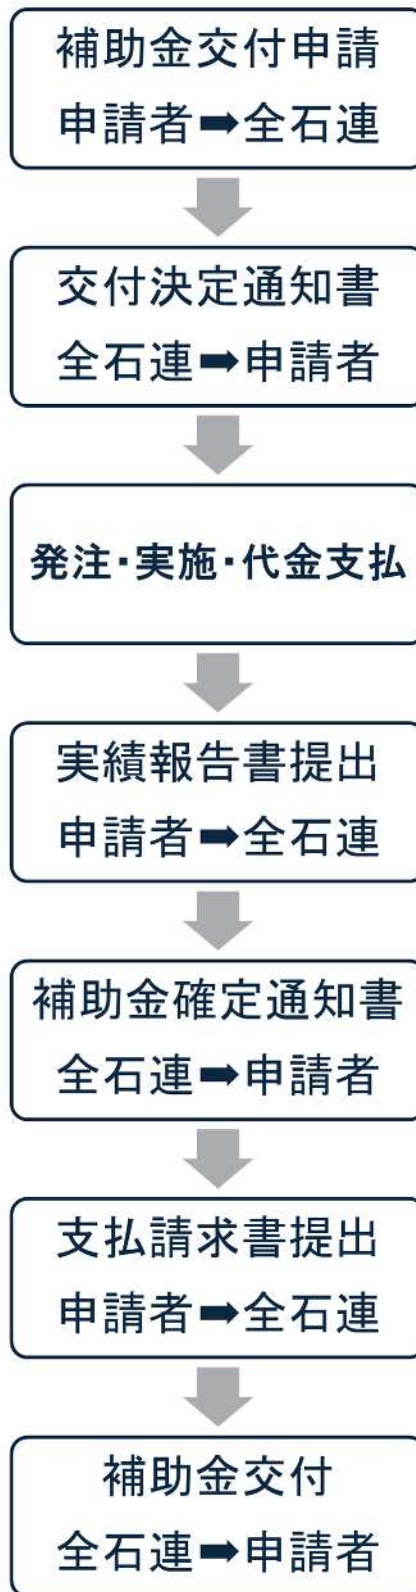 補助金交付申請
申請者➡全石連
交付決定通知書
全石連➡申請者
発注・実施・代金支払
実績報告書提出
申請者➡全石連
補助金確定通知書
全石連➡申請者
支払請求書提出
申請者➡全石連
補助金交付
全石連➡申請者